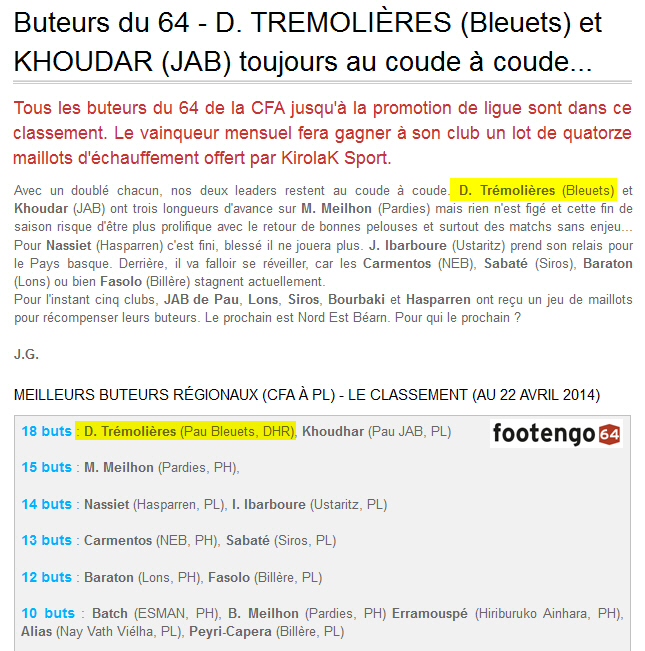 Buteurs du 64 - D. TREMOLIÈRES (Bleuets) et
KHOUDAR (JAB) toujours au coude à coude...
Tous les buteurs du 64 de la CFA jusqu'à la promotion de ligue sont dans ce
classement. Le vainqueur mensuel fera gagner à son club un lot de quatorze
maillots d'échauffement offert par KirolaK Sport.
Avec un doublé chacun, nos deux leaders restent au coude à coude. D. Trémolières (Bleuets) et
Khoudar (JAB) ont trois longueurs d'avance sur M. Meilhon (Pardies) mais rien n'est figé et cette fin de
saison risque d'être plus prolifique avec le retour de bonnes pelouses et surtout des matchs sans enjeu...
Pour Nassiet (Hasparren) c'est fini, blessé il ne jouera plus. J. Ibarboure (Ustaritz) prend son relais pour
le Pays basque. Derrière, il va falloir se réveiller, car les Carmentos (NEB), Sabaté (Siros), Baraton
(Lons) ou bien Fasolo (Billère) stagnent actuellement.
Pour l'instant cinq clubs, JAB de Pau, Lons, Siros, Bourbaki et Hasparren ont reçu un jeu de maillots
pour récompenser leurs buteurs. Le prochain est Nord Est Béarn. Pour qui le prochain ?
J.G.
MEILLEURS BUTEURS RÉGIONAUX (CFA À PL) - LE CLASSEMENT (AU 22 AVRIL 2014)
18 buts : D. Trémolières (Pau Bleuets, DHR), Khoudhar (Pau JAB, PL)
footengo 64
15 buts : M. Meilhon (Pardies, PH),
14 buts : Nassiet (Hasparren, PL), I. Ibarboure (Ustaritz, PL)
13 buts : Carmentos (NEB, PH), Sabaté (Siros, PL)
12 buts : Baraton (Lons, PH), Fasolo (Billère, PL)
10 buts : Batch (ESMAN, PH), B. Meilhon (Pardies, PH) Erramouspé (Hiriburuko Ainhara, PH),
Alias (Nay Vath Viélha, PL), Peyri-Capera (Billère, PL)